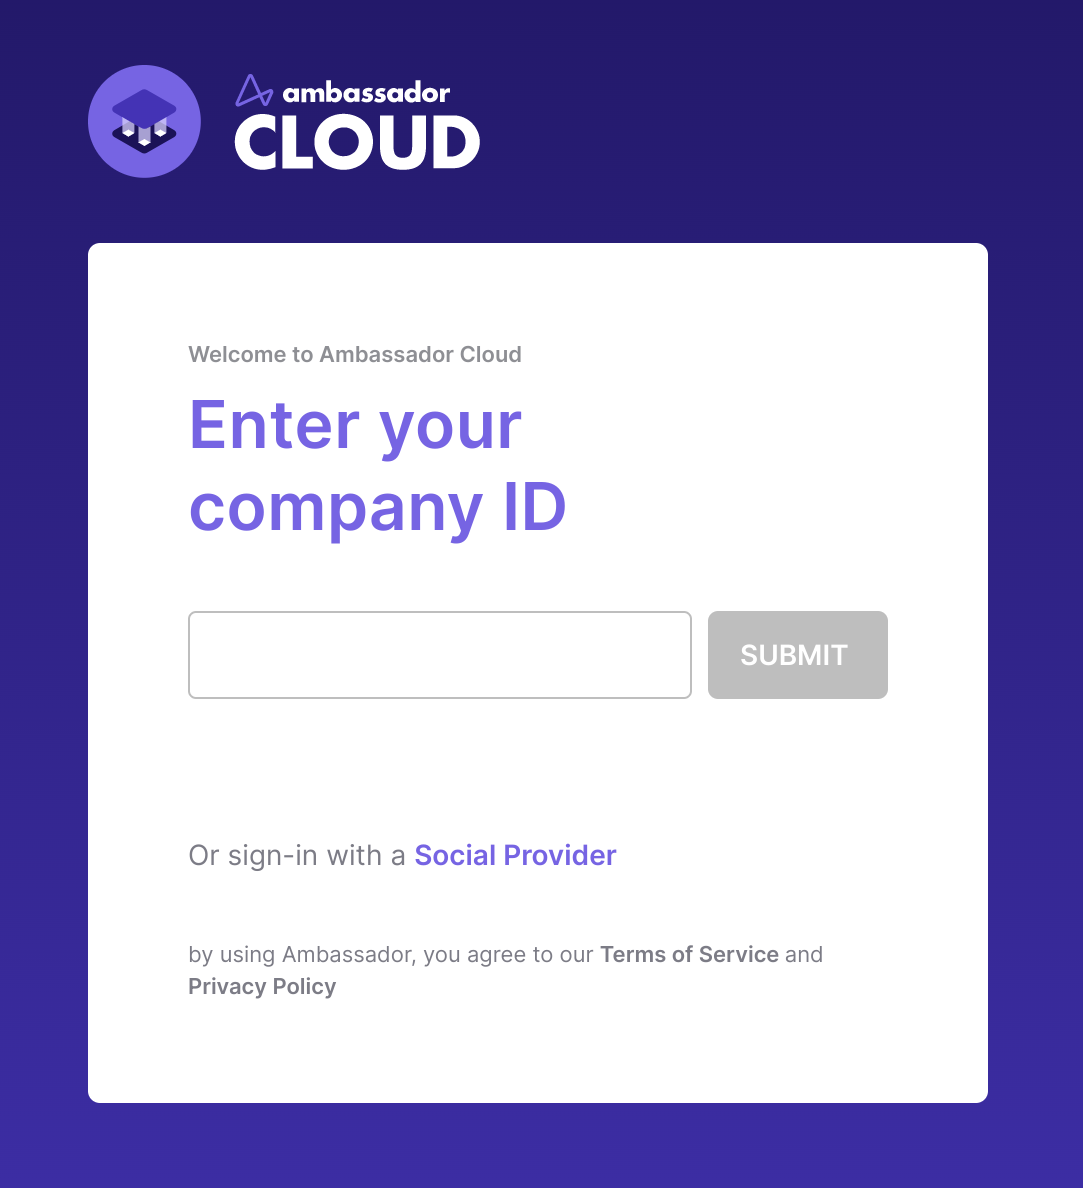 ambassador
CLOUD
Welcome to Ambassador Cloud
Enter your
company ID
SUBMIT
Or sign-in with a Social Provider
by using Ambassador, you agree to our Terms of Service and
Privacy Policy